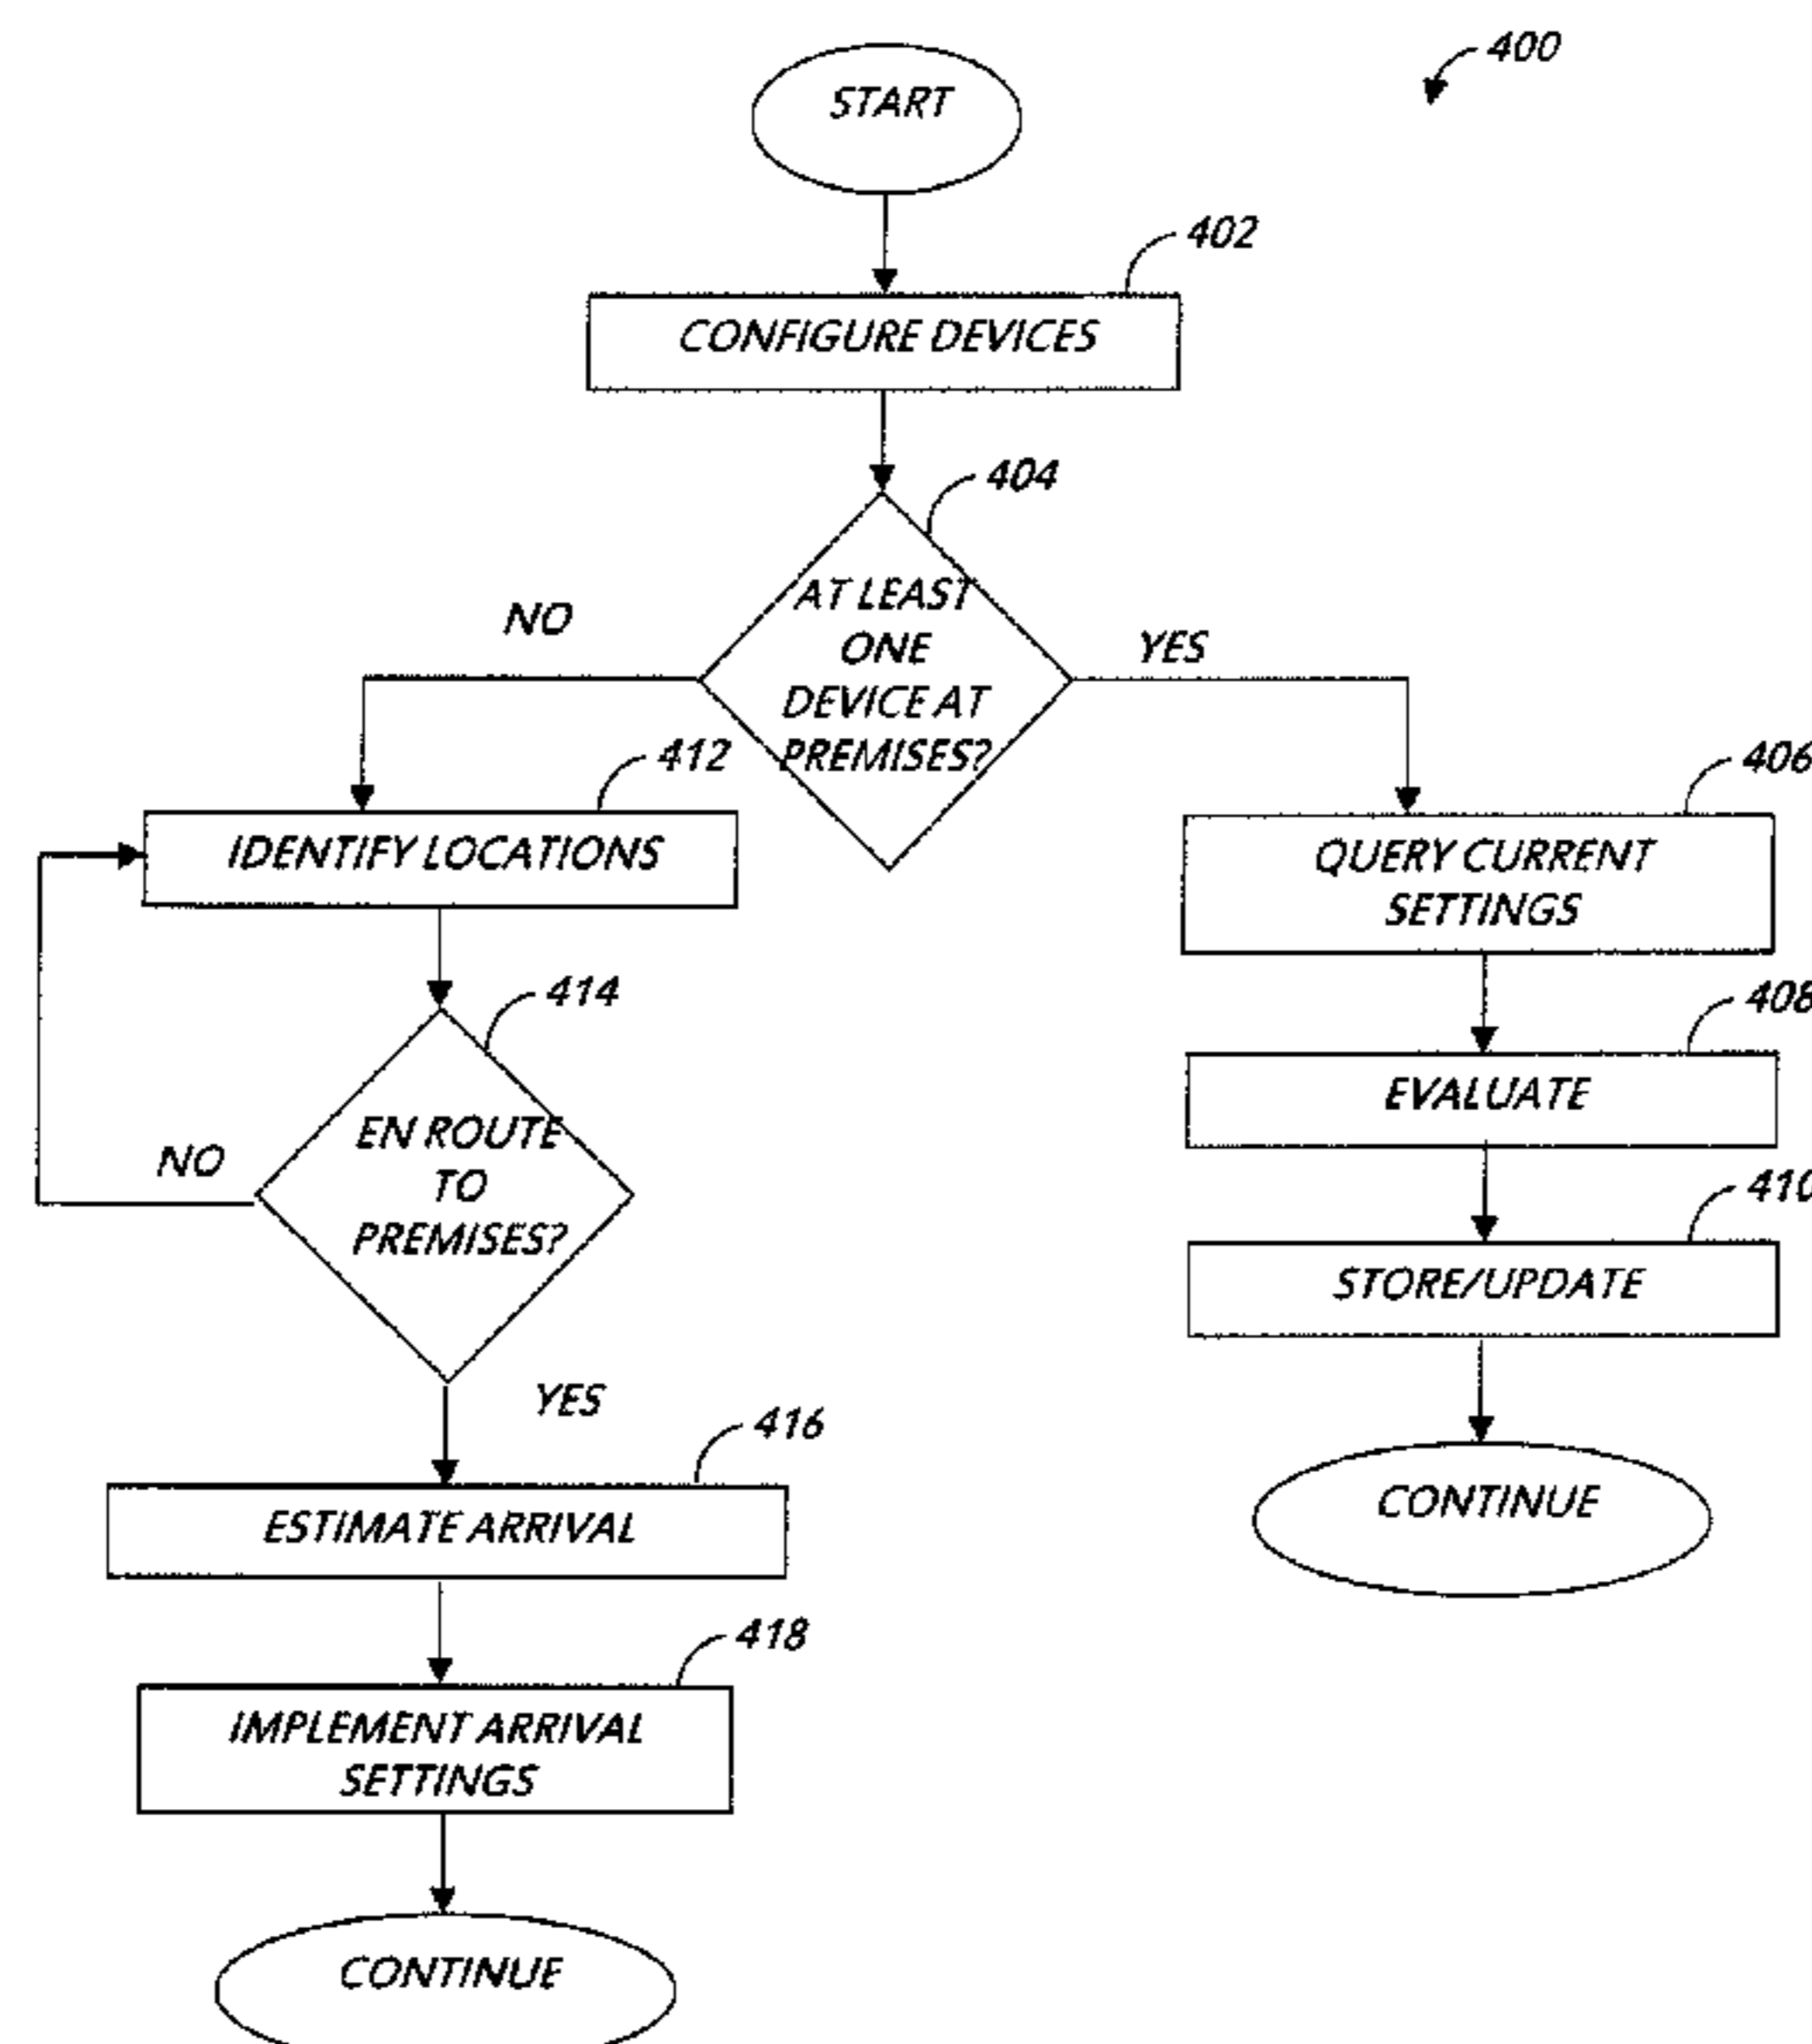 400
START
402
CONFIGURE DEVICES
404
AT LEAST
ONE
DEVICE AT
PREMISES?
NO
YES
412
IDENTIFY LOCATIONS
406
QUERY CURRENT
SETTINGS
414
EN ROUTE
TO
PREMISES?
NO
YES
408
EVALUATE
410
STORE/UPDATE
CONTINUE
416
ESTIMATE ARRIVAL
418
IMPLEMENT ARRIVAL
SETTINGS
CONTINUE